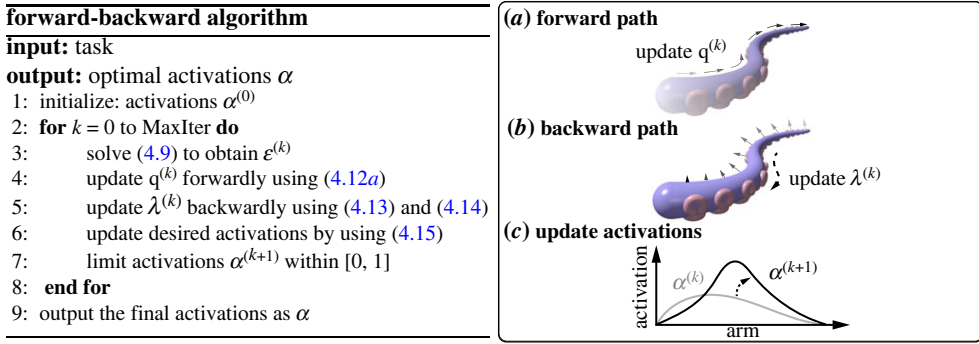 forward-backward algorithm
input: task
output: optimal activations α
1: initialize: activations α^(0)
2: for k = 0 to MaxIter do
3: solve (4.9) to obtain ε^(k)
4: update q^(k) forwardly using (4.12a)
5: update λ^(k) backwardly using (4.13) and (4.14)
6: update desired activations by using (4.15)
7: limit activations α^(k+1) within [0, 1]
8: end for
9: output the final activations as α
(a) forward path
update q^(k)
(b) backward path
update λ^(k)
(c) update activations
activation
α^(k)
α^(k+1)
arm